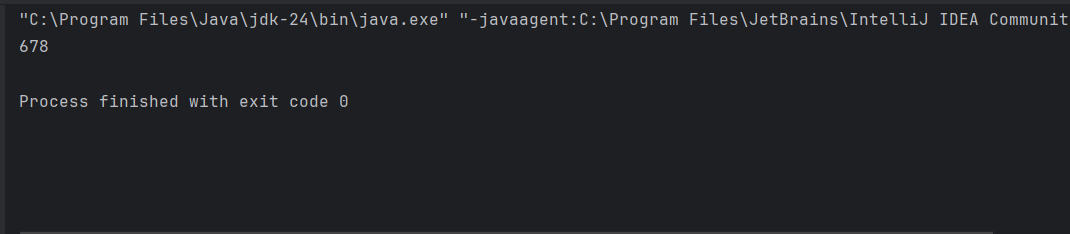 "C:\Program Files\Java\jdk-24\bin\java.exe" "-javaagent:C:\Program Files\JetBrains\IntelliJ IDEA Communit
678
Process finished with exit code 0